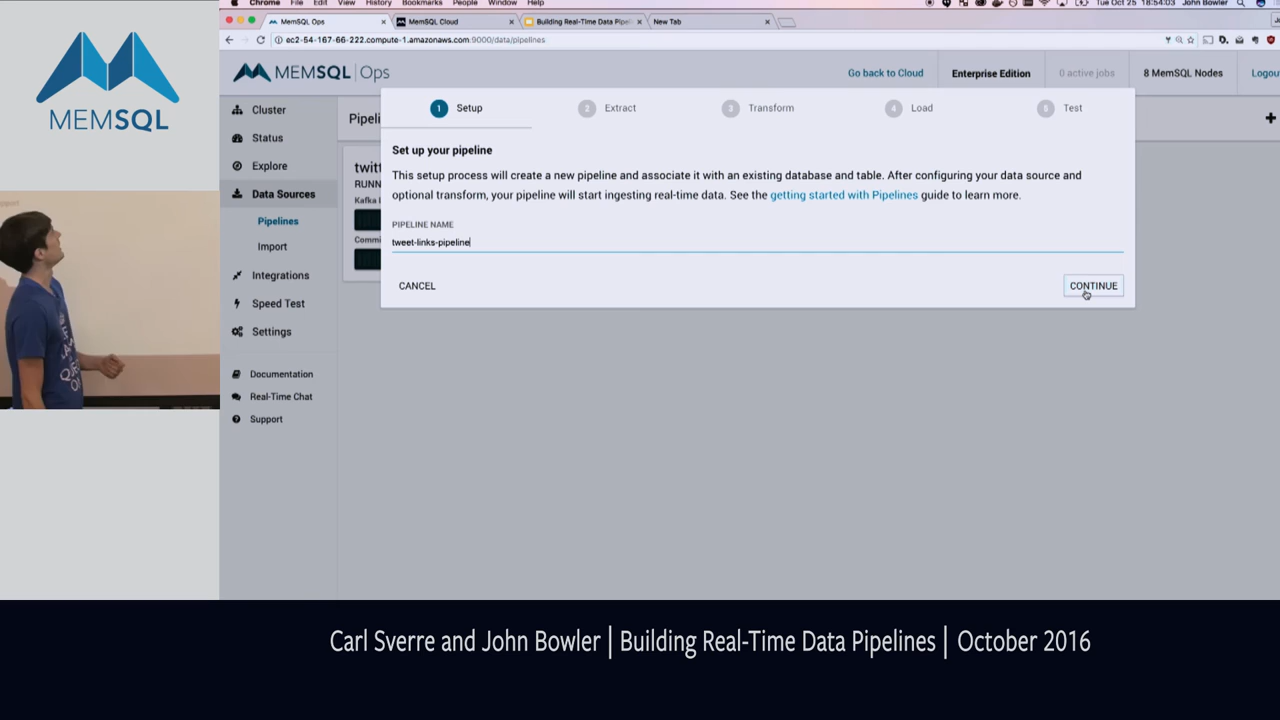 Chrome File Edit View History Bookmarks People Window Help Tue Oct 25 18:54:03 John Bowler
MemSQL Ops MemSQL Cloud Building Real-Time Data Pipelin New Tab
ec2-54-167-66-222.compute-1.amazonaws.com:9000/data/pipelines
MEMSQL
MEMSQL Ops Go back to Cloud Enterprise Edition 0 active jobs 8 MemSQL Nodes Logou
Cluster
Status
Explore
Data Sources
Pipelines
Import
Integrations
Speed Test
Settings
Documentation
Real-Time Chat
Support
Pipeli
twitt
RUNN
Kafka
Commi
1 Setup 2 Extract 3 Transform 4 Load 5 Test
Set up your pipeline
This setup process will create a new pipeline and associate it with an existing database and table. After configuring your data source and
optional transform, your pipeline will start ingesting real-time data. See the getting started with Pipelines guide to learn more.
PIPELINE NAME
tweet-links-pipeline
CANCEL CONTINUE
Carl Sverre and John Bowler | Building Real-Time Data Pipelines | October 2016